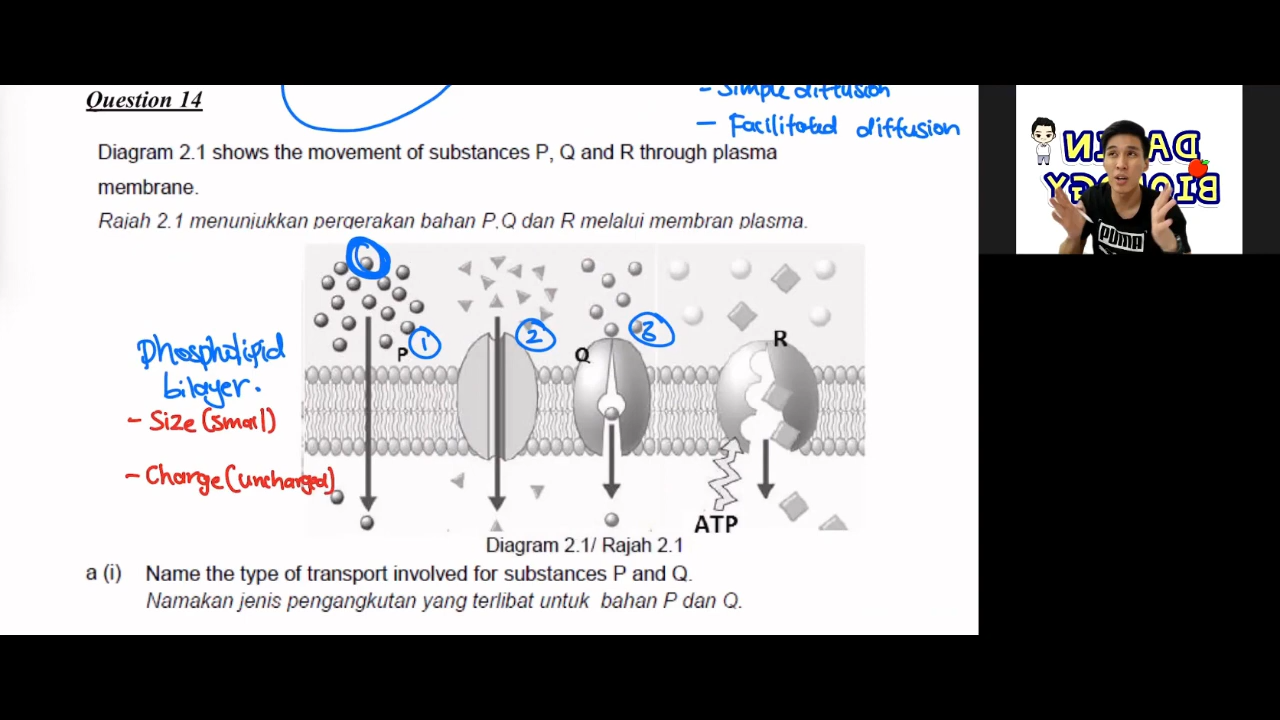 Question 14
- Simple diffusion
- Facilitated diffusion
Diagram 2.1 shows the movement of substances P, Q and R through plasma
membrane.
Rajah 2.1 menunjukkan pergerakan bahan P,Q dan R melalui membran plasma.
P
1
2
Q
3
R
Phospholipid
bilayer.
- Size (small)
- Charge (uncharged)
ATP
Diagram 2.1/ Rajah 2.1
a (i) Name the type of transport involved for substances P and Q.
Namakan jenis pengangkutan yang terlibat untuk bahan P dan Q.
PUMA